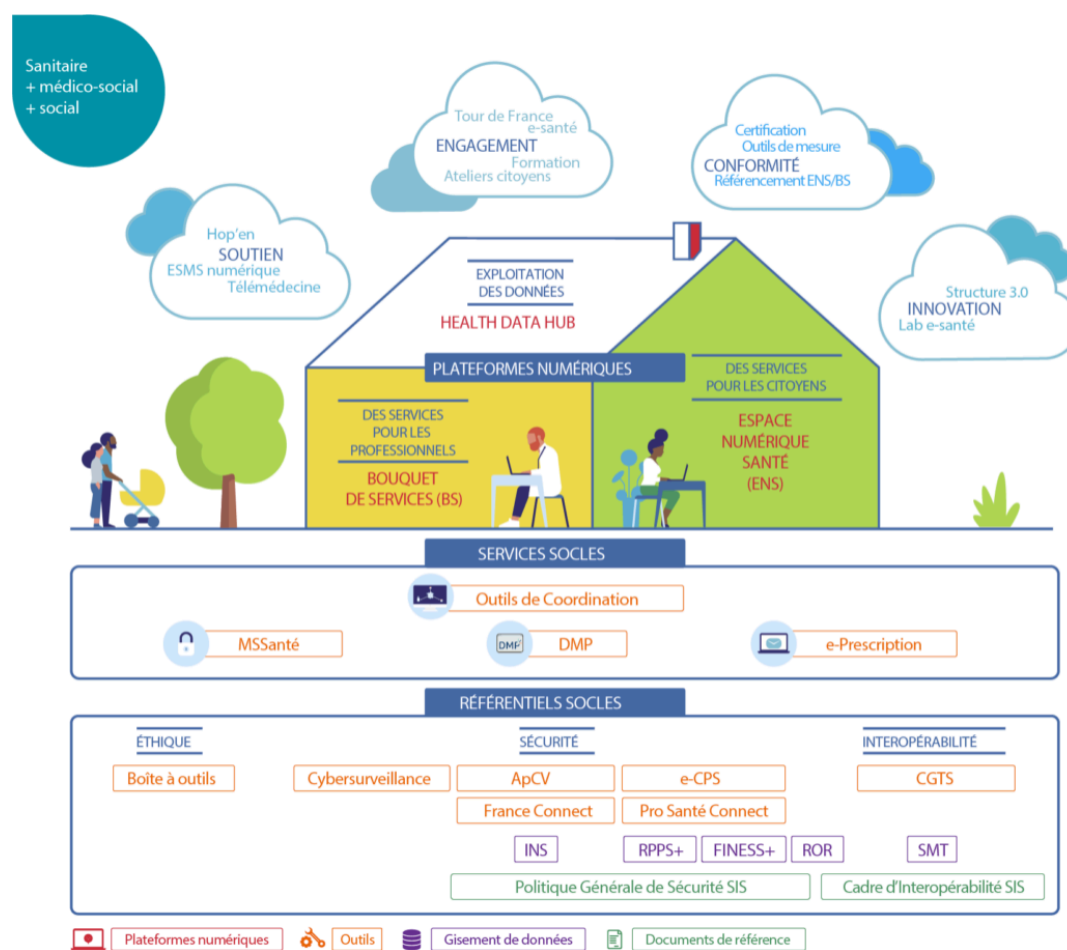 Sanitaire
+ médico-social
+ social
Tour de France
e-santé
ENGAGEMENT
Formation
Ateliers citoyens
Certification
Outils de mesure
CONFORMITÉ
Référencement ENS/BS
Hop'en
SOUTIEN
ESMS numérique
Télémédecine
Structure 3.0
INNOVATION
Lab e-santé
EXPLOITATION
DES DONNÉES
HEALTH DATA HUB
PLATEFORMES NUMÉRIQUES
DES SERVICES
POUR LES
PROFESSIONNELS
BOUQUET
DE SERVICES (BS)
DES SERVICES
POUR LES CITOYENS
ESPACE
NUMÉRIQUE
SANTÉ
(ENS)
SERVICES SOCLES
Outils de Coordination
MSSanté
DMP
DMP
e-Prescription
RÉFÉRENTIELS SOCLES
ÉTHIQUE
SÉCURITÉ
INTEROPÉRABILITÉ
Boîte à outils
Cybersurveillance
ApCV
e-CPS
CGTS
France Connect
Pro Santé Connect
INS
RPPS+
FINESS+
ROR
SMT
Politique Générale de Sécurité SIS
Cadre d'Interopérabilité SIS
Plateformes numériques
Outils
Gisement de données
Documents de référence